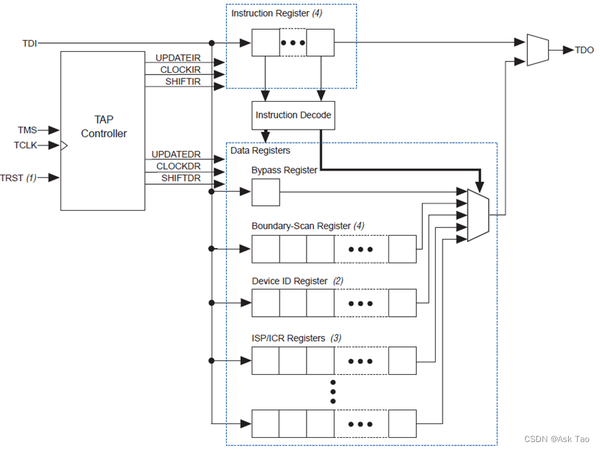 Instruction Register (4)
TDI
TDO
UPDATEIR
CLOCKIR
SHIFTIR
TAP
Controller
Instruction Decode
TMS
TCLK
TRST (1)
UPDATEDR
CLOCKDR
SHIFTDR
Data Registers
Bypass Register
Boundary-Scan Register (4)
Device ID Register (2)
ISP/ICR Registers (3)
CSDN @Ask Tao